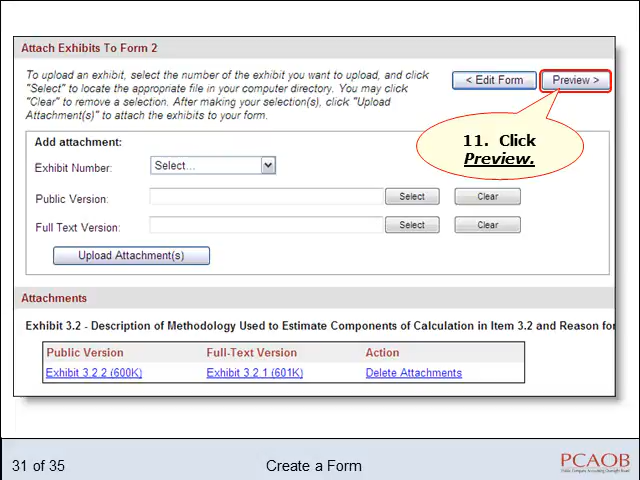 Attach Exhibits To Form 2
To upload an exhibit, select the number of the exhibit you want to upload, and click
"Select" to locate the appropriate file in your computer directory. You may click
"Clear" to remove a selection. After making your selection(s), click "Upload
Attachment(s)" to attach the exhibits to your form.
< Edit Form
Preview >
11. Click
Preview.
Add attachment:
Exhibit Number:
Select...
Public Version:
Select
Clear
Full Text Version:
Select
Clear
Upload Attachment(s)
Attachments
Exhibit 3.2 - Description of Methodology Used to Estimate Components of Calculation in Item 3.2 and Reason for
Public Version Full-Text Version Action
Exhibit 3.2.2 (600K) Exhibit 3.2.1 (601K) Delete Attachments
31 of 35
Create a Form
PCAOB
Public Company Accounting Oversight Board